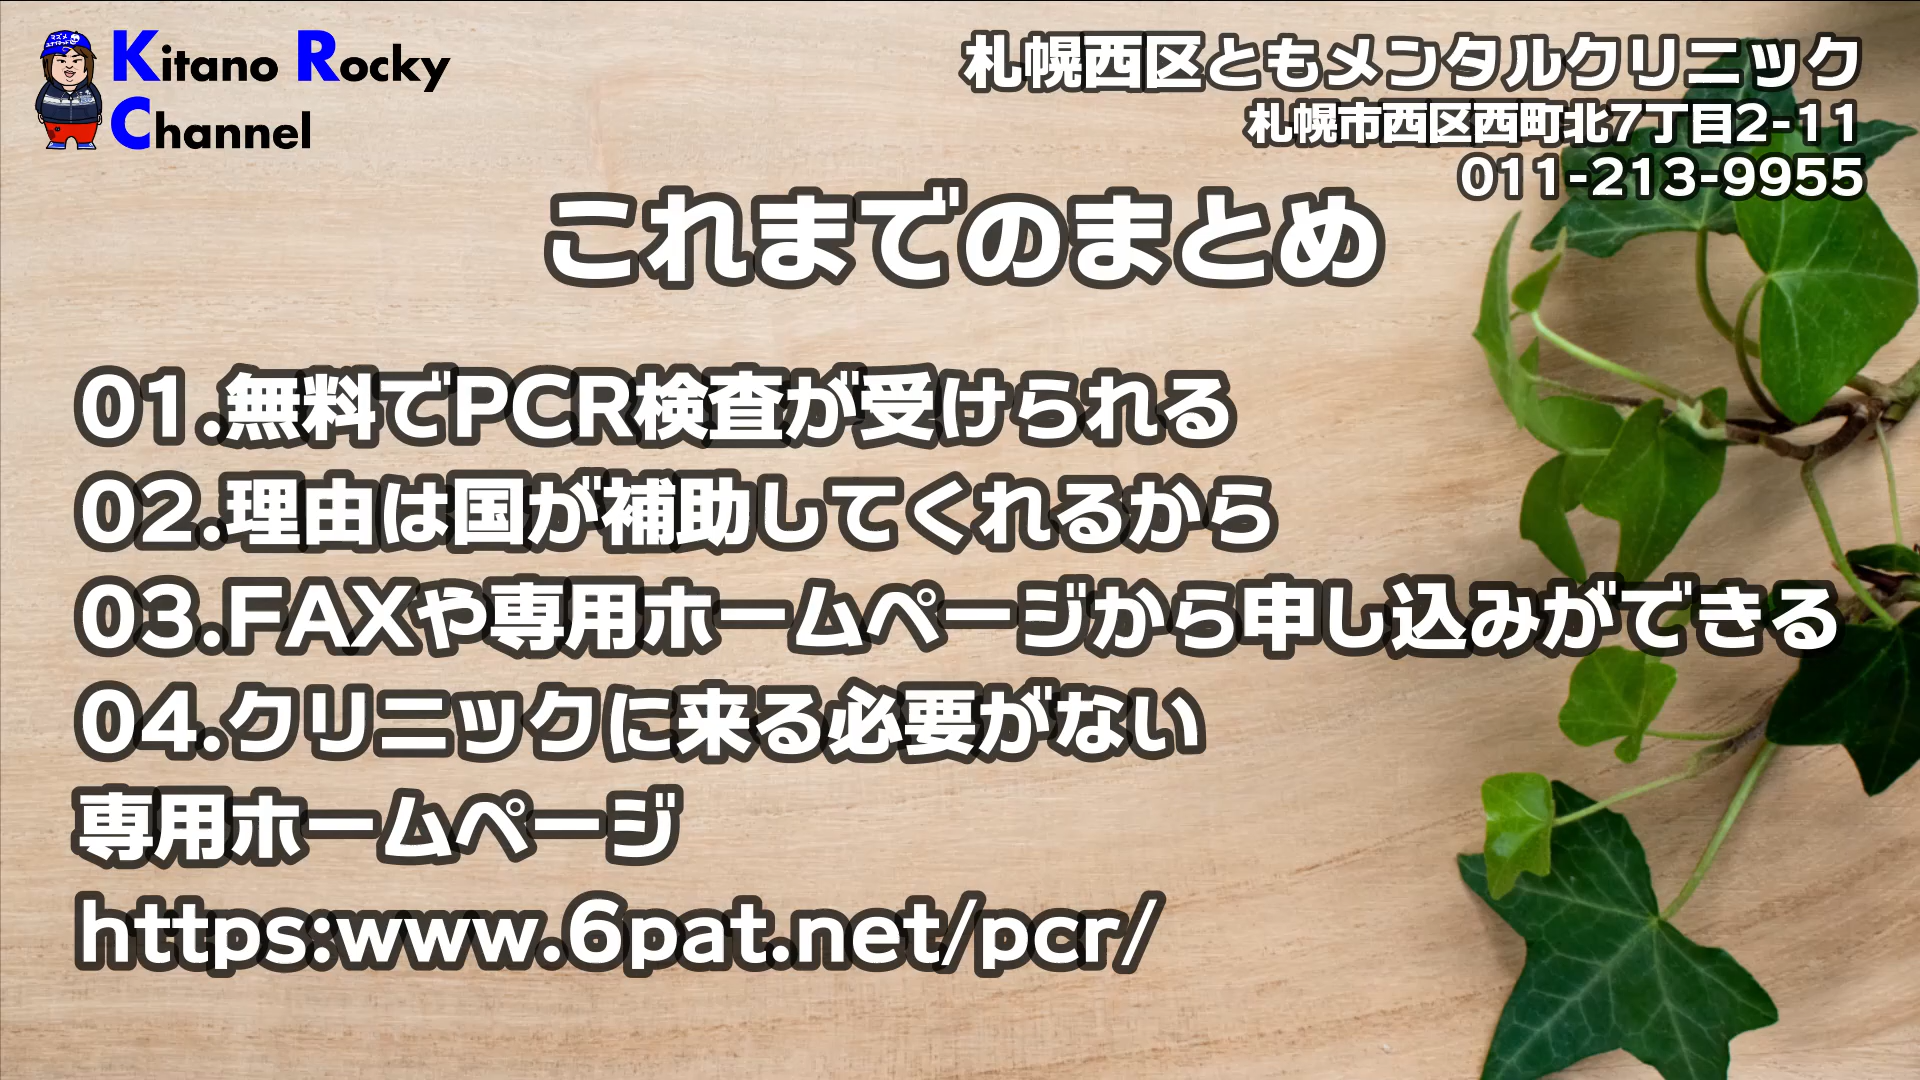 Kitano Rocky
Channel
札幌西区ともメンタルクリニック
札幌市西区西町北7丁目2-11
011-213-9955
これまでのまとめ
01.無料でPCR検査が受けられる
02.理由は国が補助してくれるから
03.FAXや専用ホームページから申し込みができる
04.クリニックに来る必要がない
専用ホームページ
https:www.6pat.net/pcr/